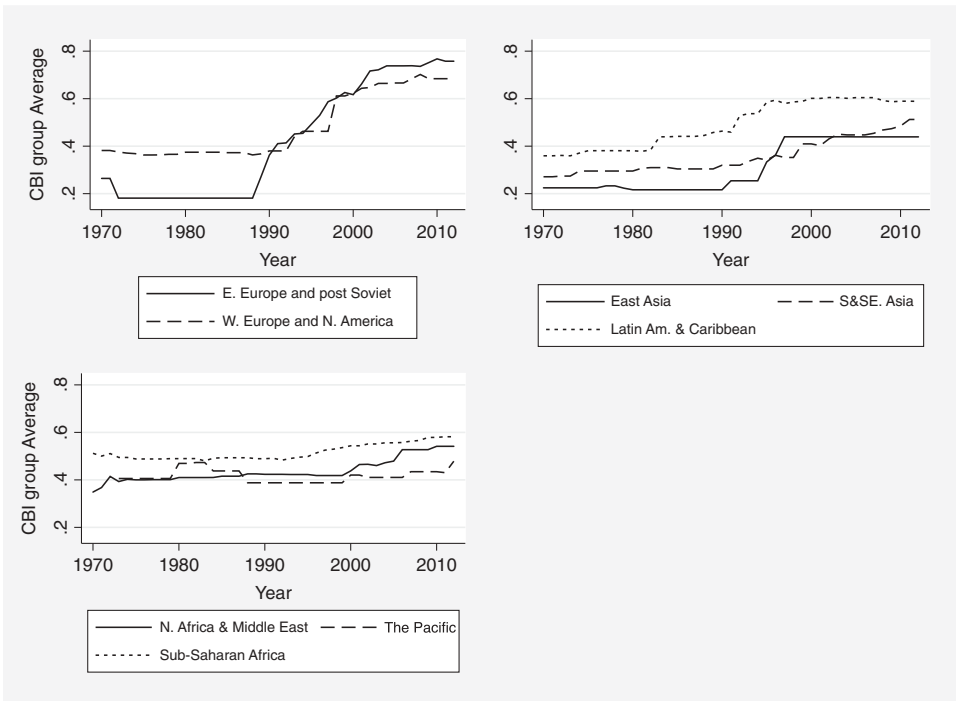 CBI group Average
.8
.6
.4
.2
1970 1980 1990 2000 2010
Year
E. Europe and post Soviet
W. Europe and N. America
.8
.6
.4
.2
1970 1980 1990 2000 2010
Year
East Asia S&SE. Asia
Latin Am. & Caribbean
CBI group Average
.8
.6
.4
.2
1970 1980 1990 2000 2010
Year
N. Africa & Middle East The Pacific
Sub-Saharan Africa